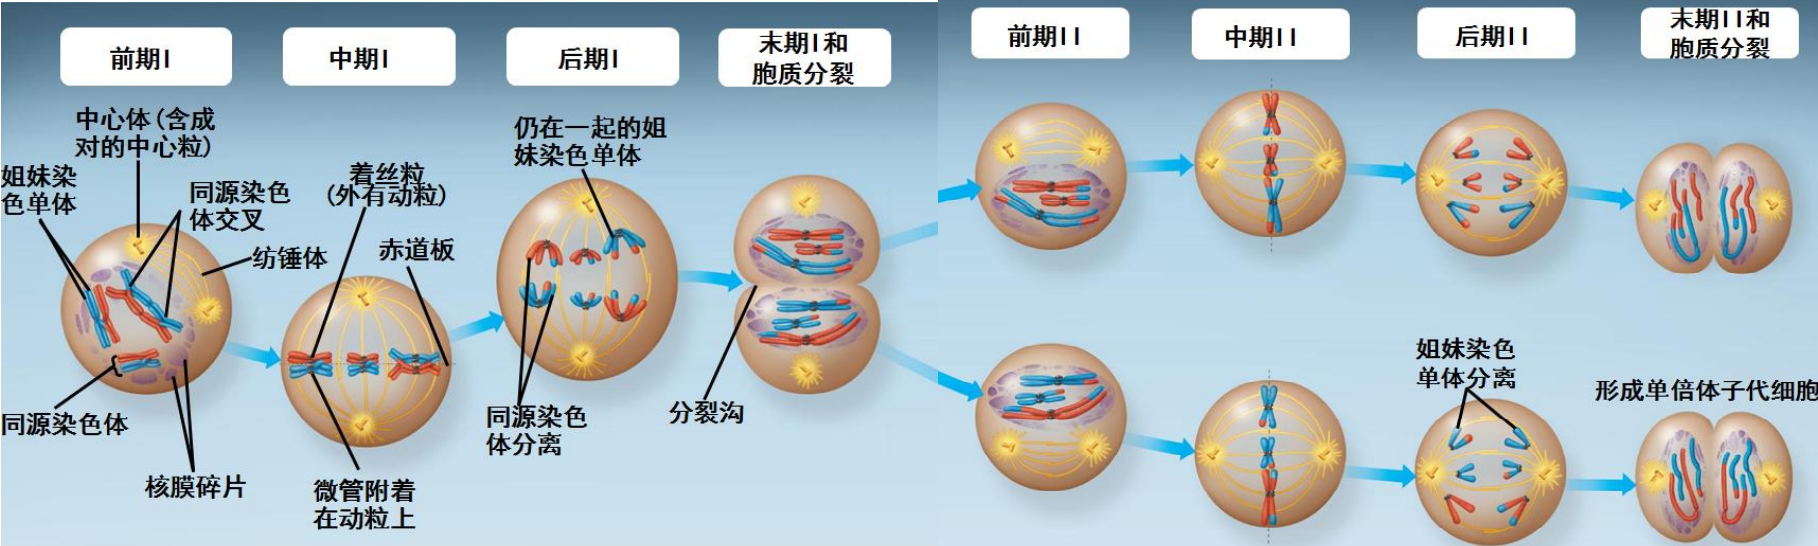 前期I
中期I
后期I
末期I和
胞质分裂
前期II
中期II
后期II
末期II和
胞质分裂
中心体(含成
对的中心粒)
姐妹染
色单体
同源染色
体交叉
纺锤体
同源染色体
核膜碎片
着丝粒
(外有动粒)
赤道板
微管附着
在动粒上
仍在一起的姐
妹染色单体
同源染色
体分离
分裂沟
姐妹染色
单体分离
形成单倍体子代细胞